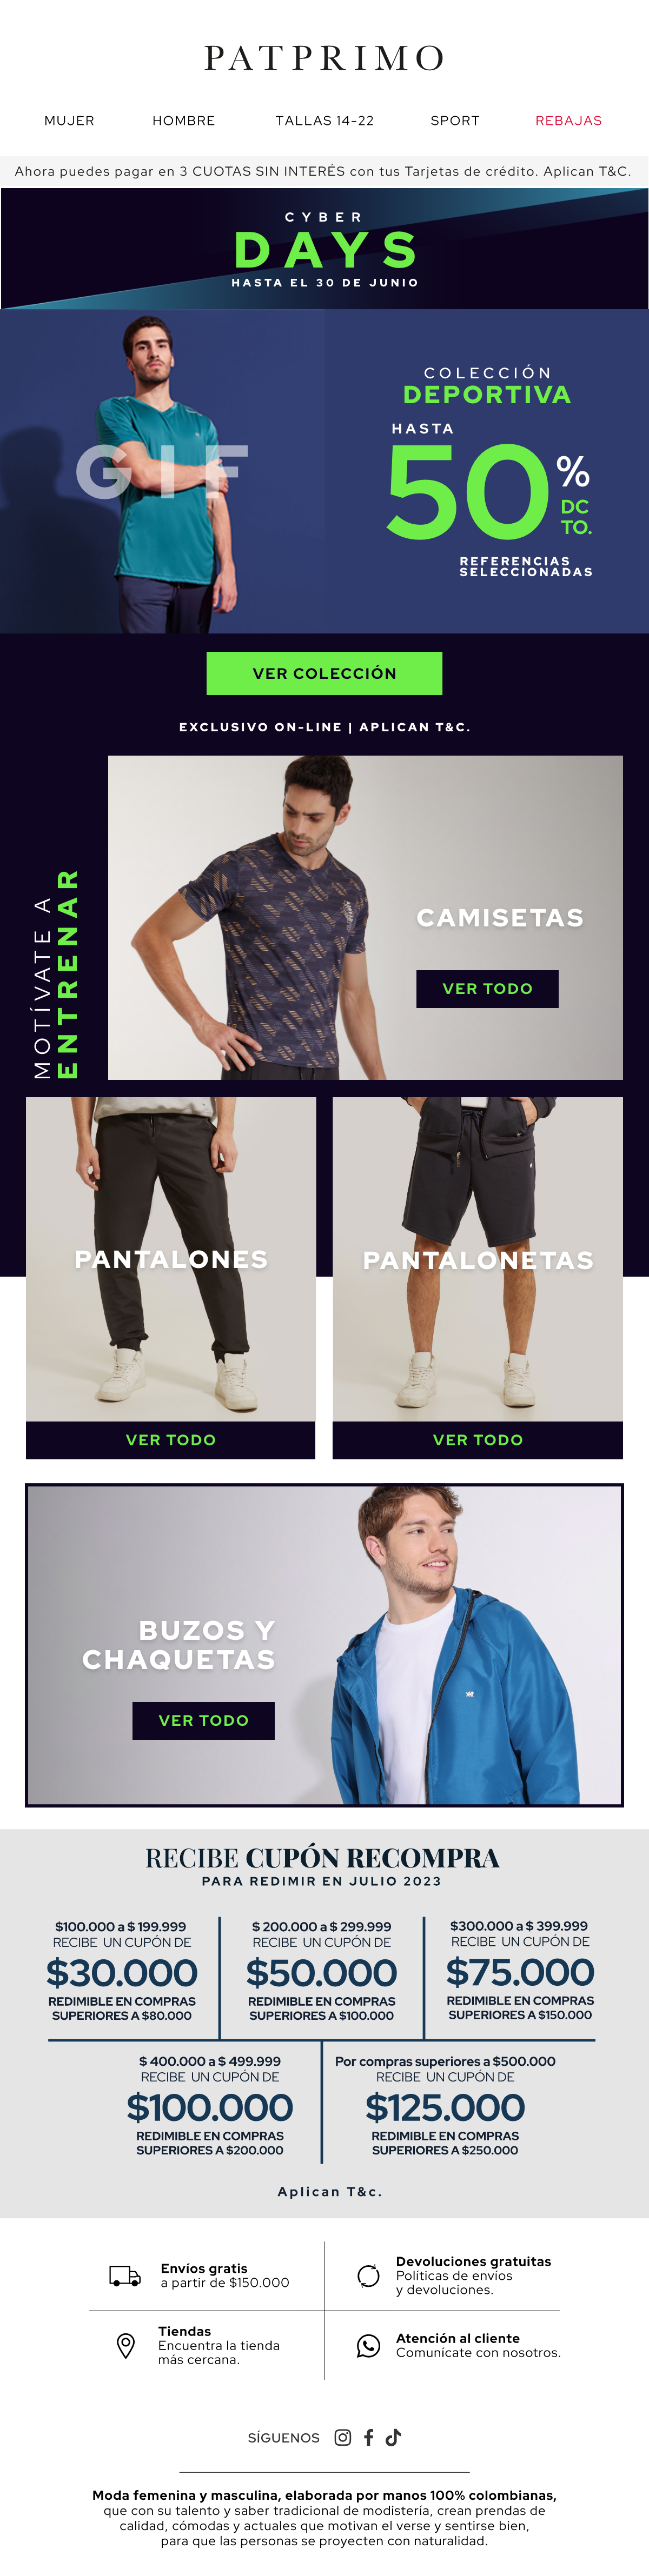 PATPRIMO
MUJER HOMBRE TALLAS 14-22 SPORT REBAJAS
Ahora puedes pagar en 3 CUOTAS SIN INTERÉS con tus Tarjetas de crédito. Aplican T&C.
CYBER
DAYS
HASTA EL 30 DE JUNIO
GIF
COLECCIÓN
DEPORTIVA
HASTA
50%
DC
TO.
REFERENCIAS
SELECCIONADAS
VER COLECCIÓN
EXCLUSIVO ON-LINE | APLICAN T&C.
MOTÍVATE A
ENTRENAR
CAMISETAS
VER TODO
PANTALONES
VER TODO
PANTALONETAS
VER TODO
BUZOS Y
CHAQUETAS
VER TODO
RECIBE CUPÓN RECOMPRA
PARA REDIMIR EN JULIO 2023
$100.000 a $ 199.999
RECIBE UN CUPÓN DE
$30.000
REDIMIBLE EN COMPRAS
SUPERIORES A $80.000
$ 200.000 a $ 299.999
RECIBE UN CUPÓN DE
$50.000
REDIMIBLE EN COMPRAS
SUPERIORES A $100.000
$300.000 a $ 399.999
RECIBE UN CUPÓN DE
$75.000
REDIMIBLE EN COMPRAS
SUPERIORES A $150.000
$ 400.000 a $ 499.999
RECIBE UN CUPÓN DE
$100.000
REDIMIBLE EN COMPRAS
SUPERIORES A $200.000
Por compras superiores a $500.000
RECIBE UN CUPÓN DE
$125.000
REDIMIBLE EN COMPRAS
SUPERIORES A $250.000
Aplican T&c.
Envíos gratis
a partir de $150.000
Devoluciones gratuitas
Políticas de envíos
y devoluciones.
Tiendas
Encuentra la tienda
más cercana.
Atención al cliente
Comunícate con nosotros.
SÍGUENOS
Moda femenina y masculina, elaborada por manos 100% colombianas,
que con su talento y saber tradicional de modistería, crean prendas de
calidad, cómodas y actuales que motivan el verse y sentirse bien,
para que las personas se proyecten con naturalidad.